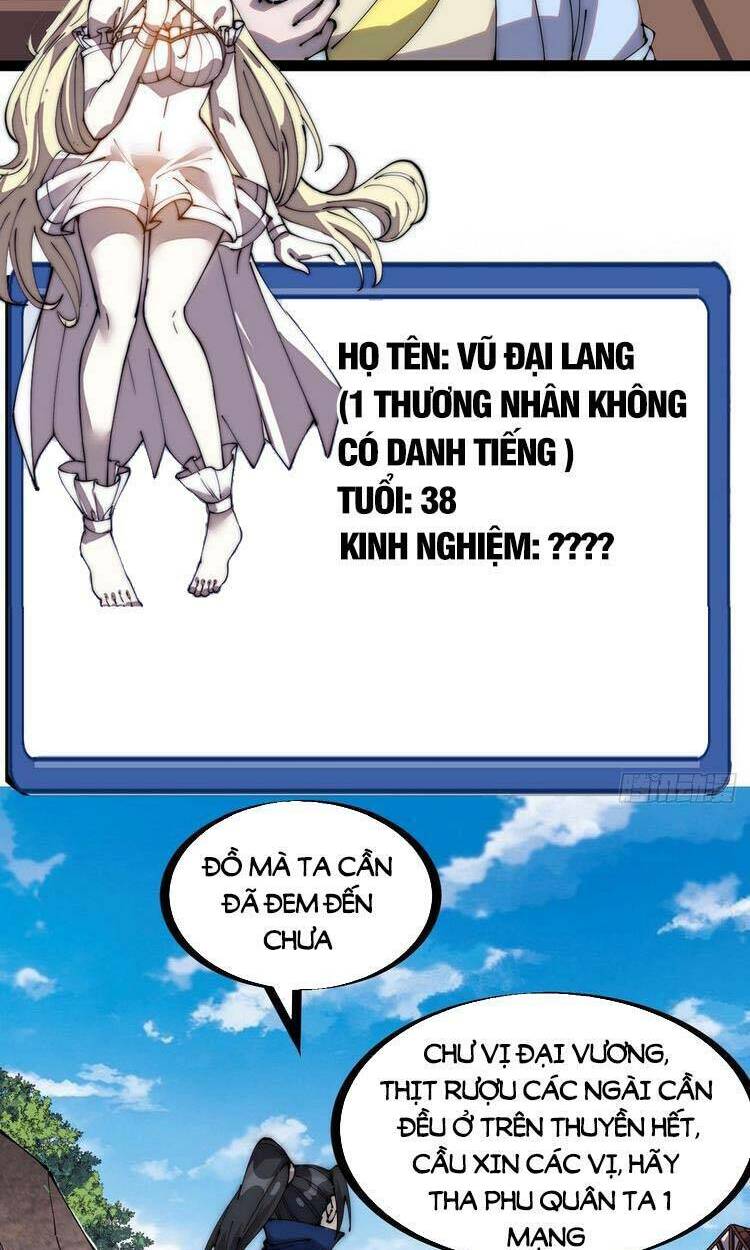 HỌ TÊN: VŨ ĐẠI LANG
(1 THƯƠNG NHÂN KHÔNG
CÓ DANH TIẾNG )
TUỔI: 38
KINH NGHIỆM: ????
ĐỒ MÀ TA CẦN
ĐÃ ĐEM ĐẾN
CHƯA
CHƯ VỊ ĐẠI VƯƠNG,
THỊT RƯỢU CÁC NGÀI CẦN
ĐỀU Ở TRÊN THUYỀN HẾT,
CẦU XIN CÁC VỊ, HÃY
THA PHU QUÂN TA 1
MẠNG